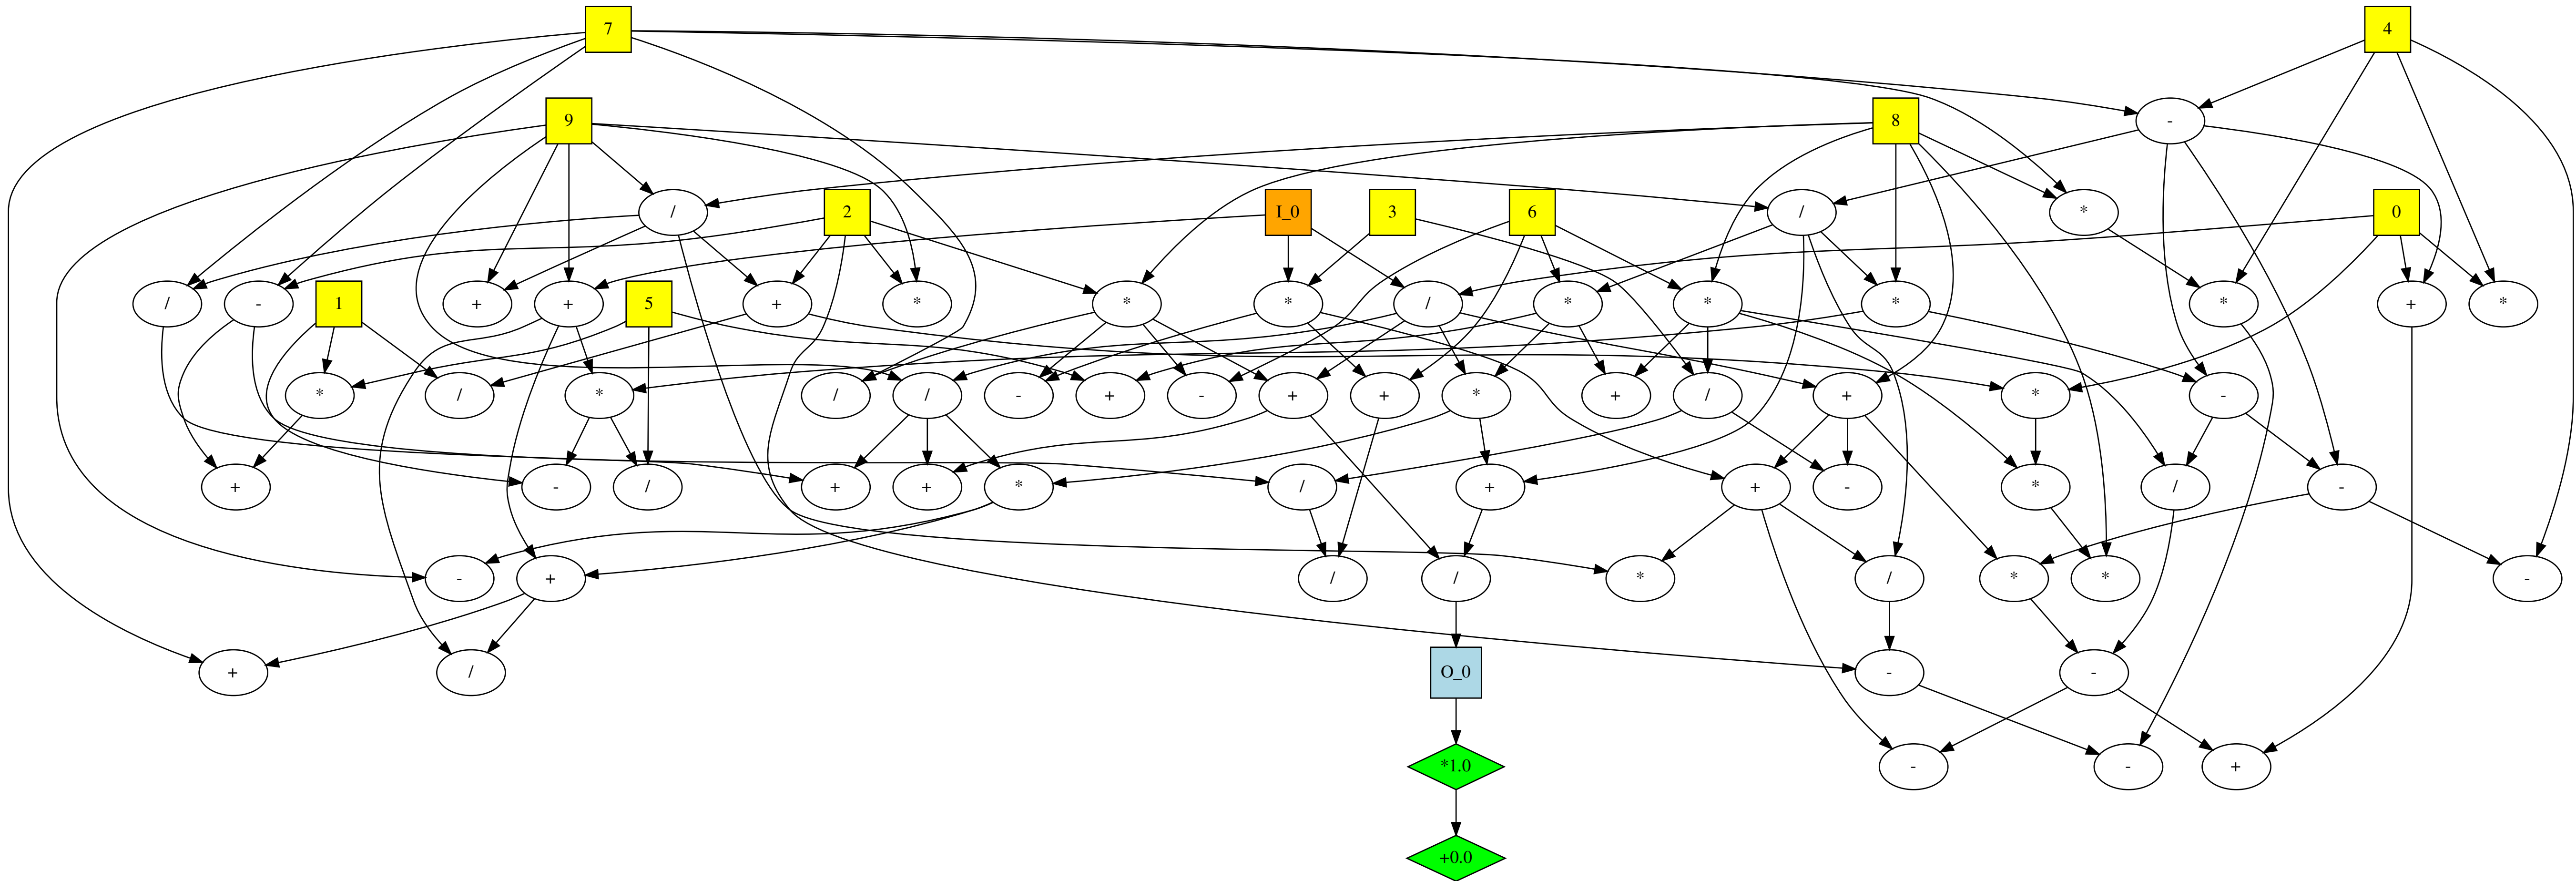 7 4
9 8 -
/ 2 I_0 3 6 / * 0
/ - 1 + + 5 + * * * / * * * * + *
* / * / / - + - + + * + / + * -
+ - / + + * / + + - * / -
- + / / * / * * -
+ / O_0 - -
*1.0 - - +
+0.0